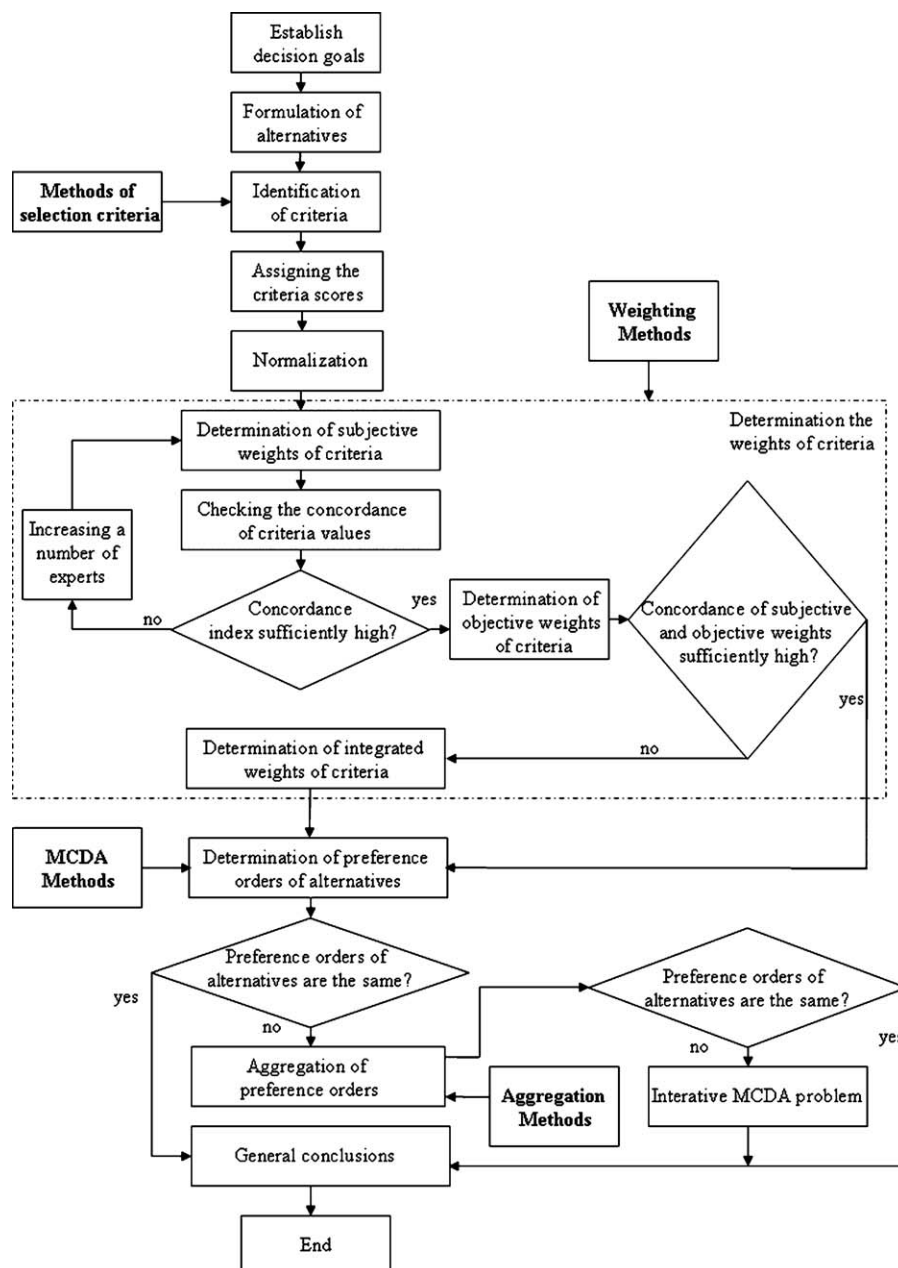 Establish
decision goals
Formulation of
alternatives
Methods of
selection criteria
Identification
of criteria
Assigning the
criteria scores
Weighting
Methods
Normalization
Determination the
weights of criteria
Determination of subjective
weights of criteria
Checking the concordance
of criteria values
Increasing a
number of
experts
no
Concordance
index sufficiently high?
yes
Determination of
objective weights
of criteria
Concordance of subjective
and objective weights
sufficiently high?
yes
no
Determination of integrated
weights of criteria
MCDA
Methods
Determination of preference
orders of alternatives
Preference orders of
alternatives are the same?
yes
no
Preference orders of
alternatives are the same?
yes
no
Aggregation of
preference orders
Aggregation
Methods
Interative MCDA problem
General conclusions
End